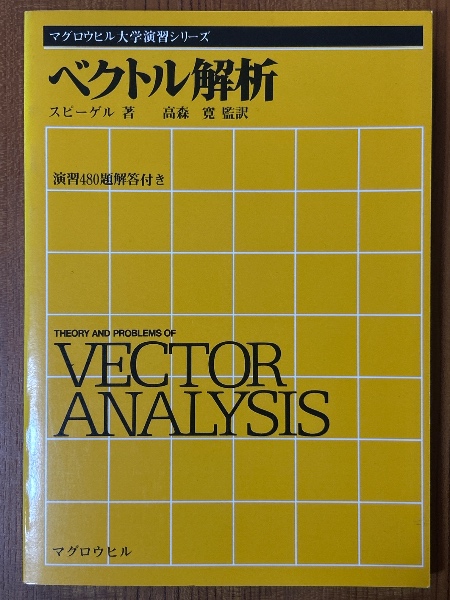 マグロウヒル大学演習シリーズ
ベクトル解析
スピーゲル 著 高森 寛 監訳
演習480題解答付き
THEORY AND PROBLEMS OF
VECTOR
ANALYSIS
マグロウヒル